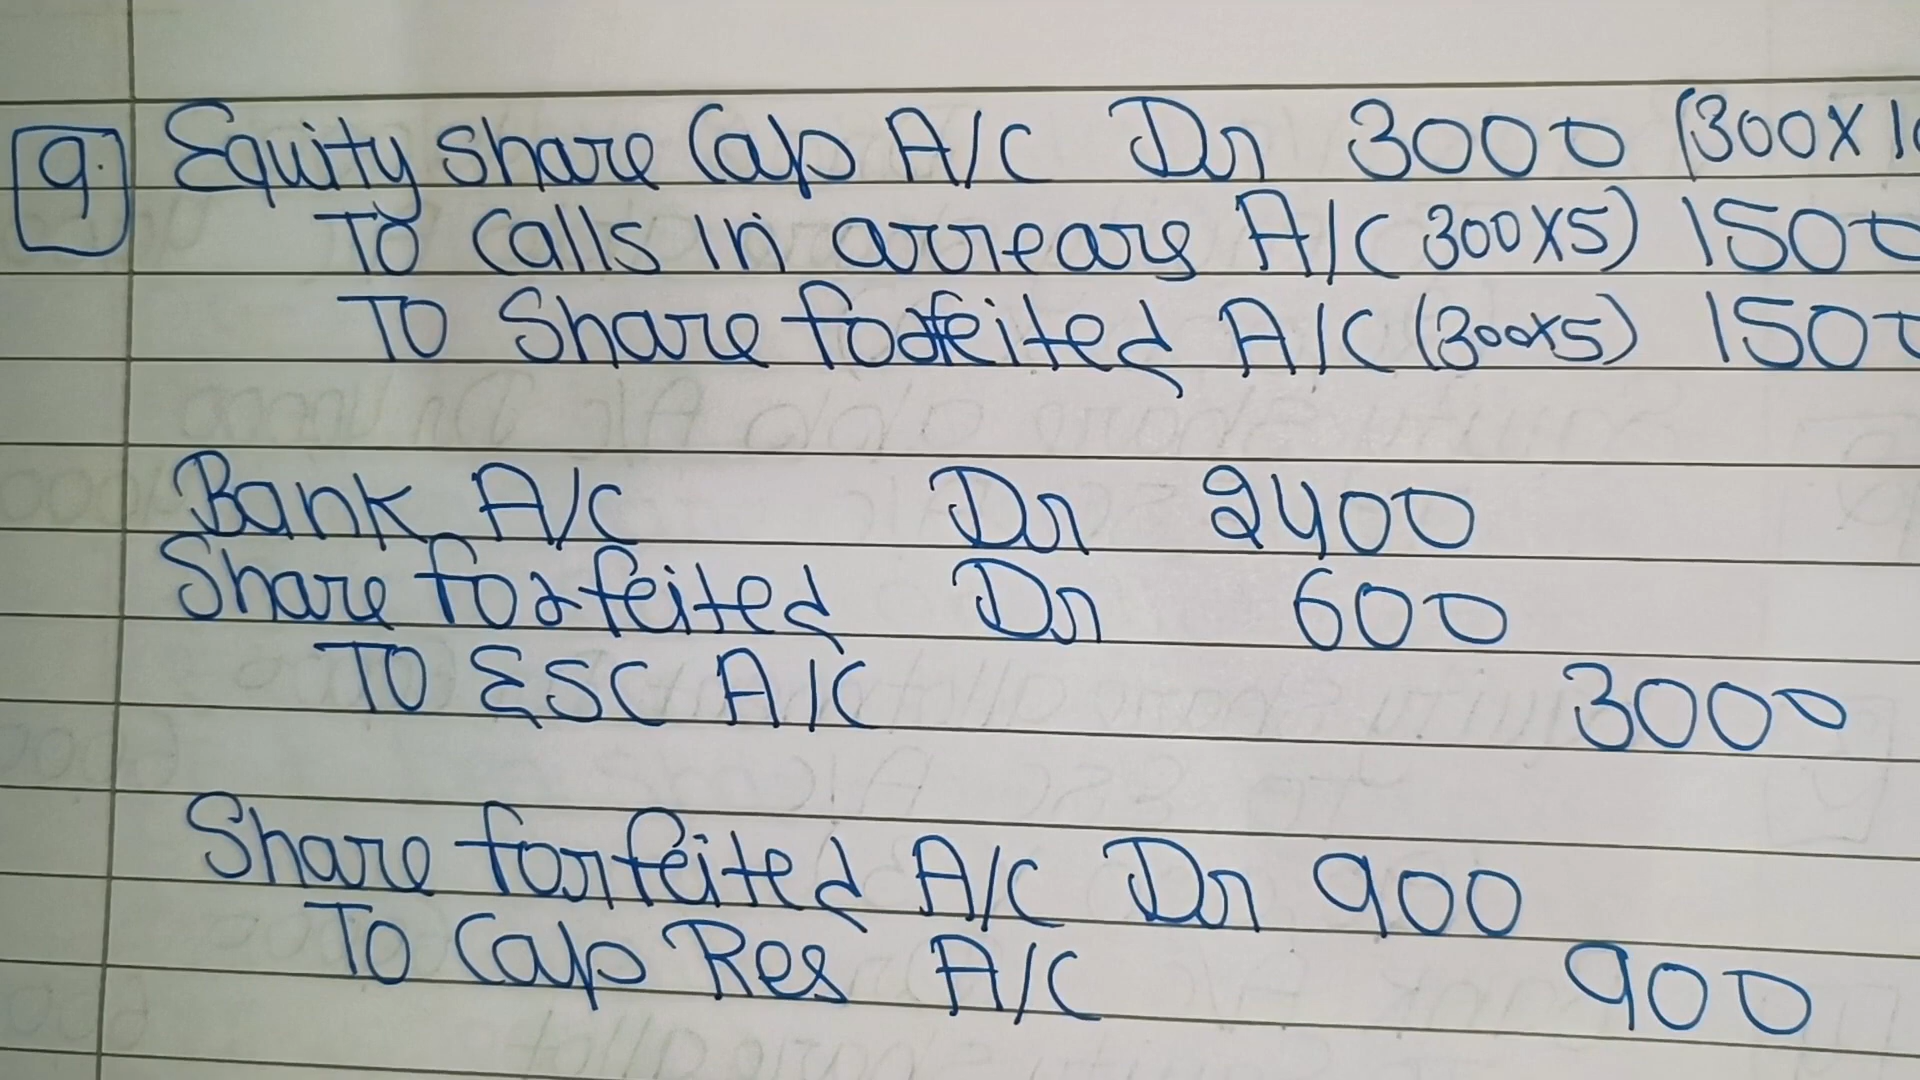 9. Equity share Cap A/C Dr 3000 (300X10
To Calls in arrears A/C 300X5) 1500
To Share forfeited A/C (300X5) 1500
Bank A/C Dr 2400
Share forfeited Dr 600
To ESC A/C 3000
Share forfeited A/C Dr 900
To Cap Res A/C 900